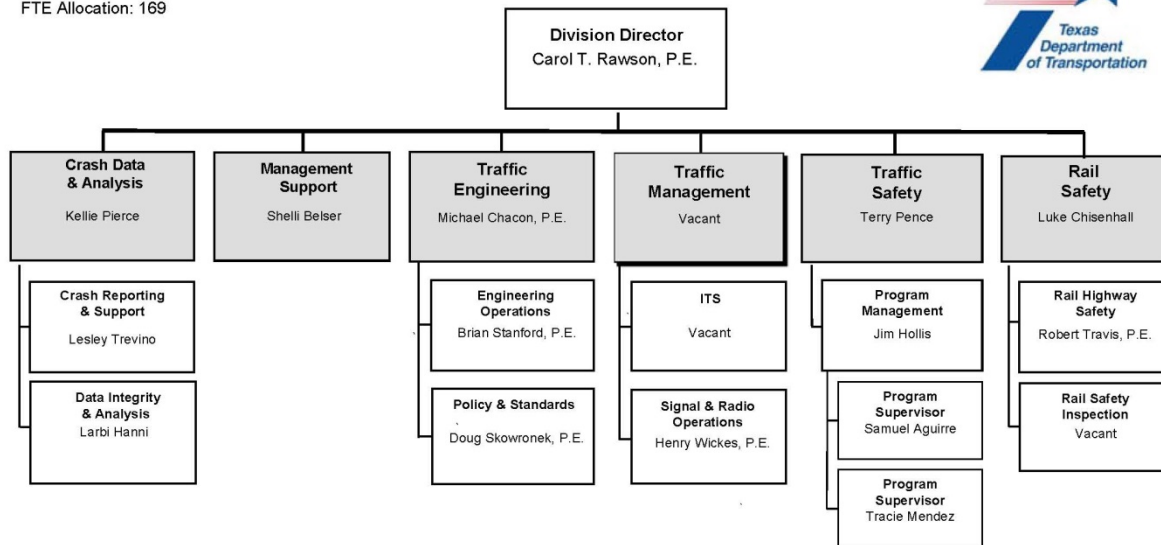 FTE Allocation: 169
Division Director
Carol T. Rawson, P.E.
Texas
Department
of Transportation
Crash Data
& Analysis
Kellie Pierce
Management
Support
Shelli Belser
Traffic
Engineering
Michael Chacon, P.E.
Traffic
Management
Vacant
Traffic
Safety
Terry Pence
Rail
Safety
Luke Chisenhall
Crash Reporting
& Support
Lesley Trevino
Engineering
Operations
Brian Stanford, P.E.
ITS
Vacant
Program
Management
Jim Hollis
Rail Highway
Safety
Robert Travis, P.E.
Data Integrity
& Analysis
Larbi Hanni
Policy & Standards
Doug Skowronek, P.E.
Signal & Radio
Operations
Henry Wickes, P.E.
Program
Supervisor
Samuel Aguirre
Rail Safety
Inspection
Vacant
Program
Supervisor
Tracie Mendez